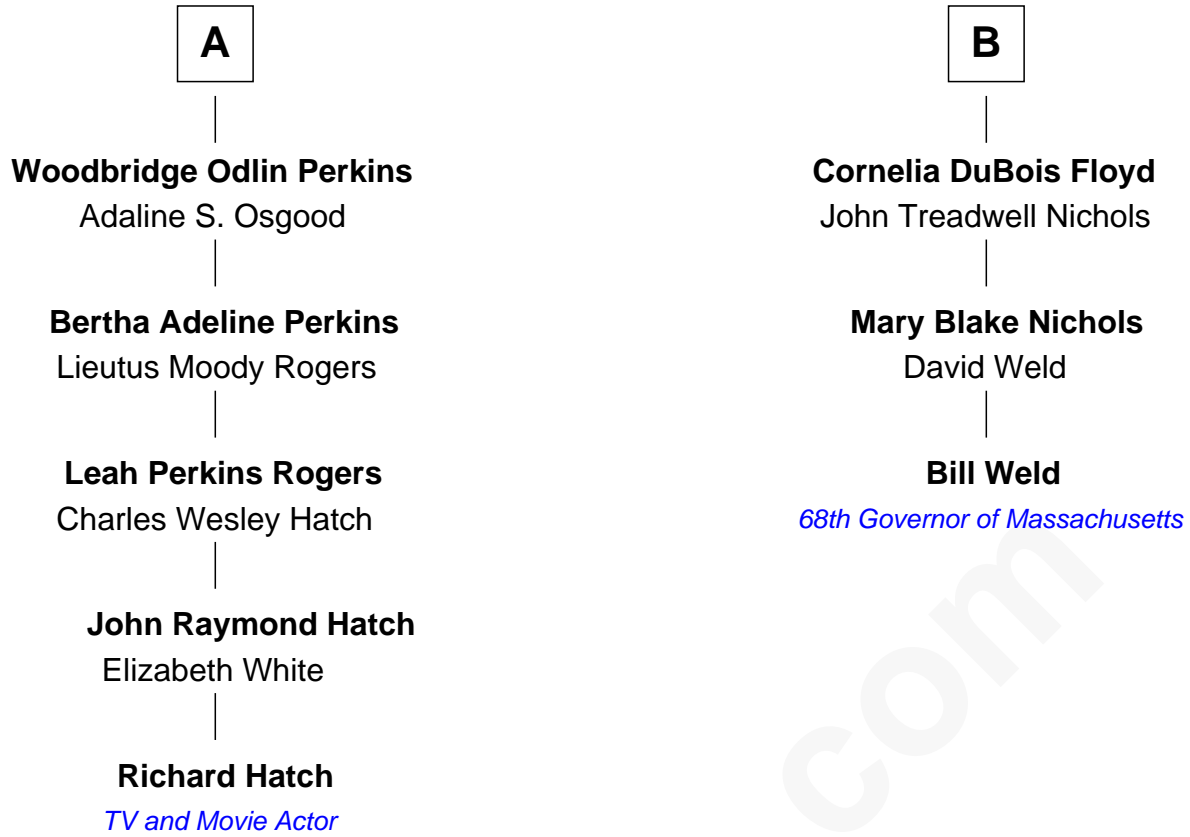 A
Woodbridge Odlin Perkins
Adaline S. Osgood
Bertha Adeline Perkins
Lieutus Moody Rogers
Leah Perkins Rogers
Charles Wesley Hatch
John Raymond Hatch
Elizabeth White
Richard Hatch
TV and Movie Actor
B
Cornelia DuBois Floyd
John Treadwell Nichols
Mary Blake Nichols
David Weld
Bill Weld
68th Governor of Massachusetts
com